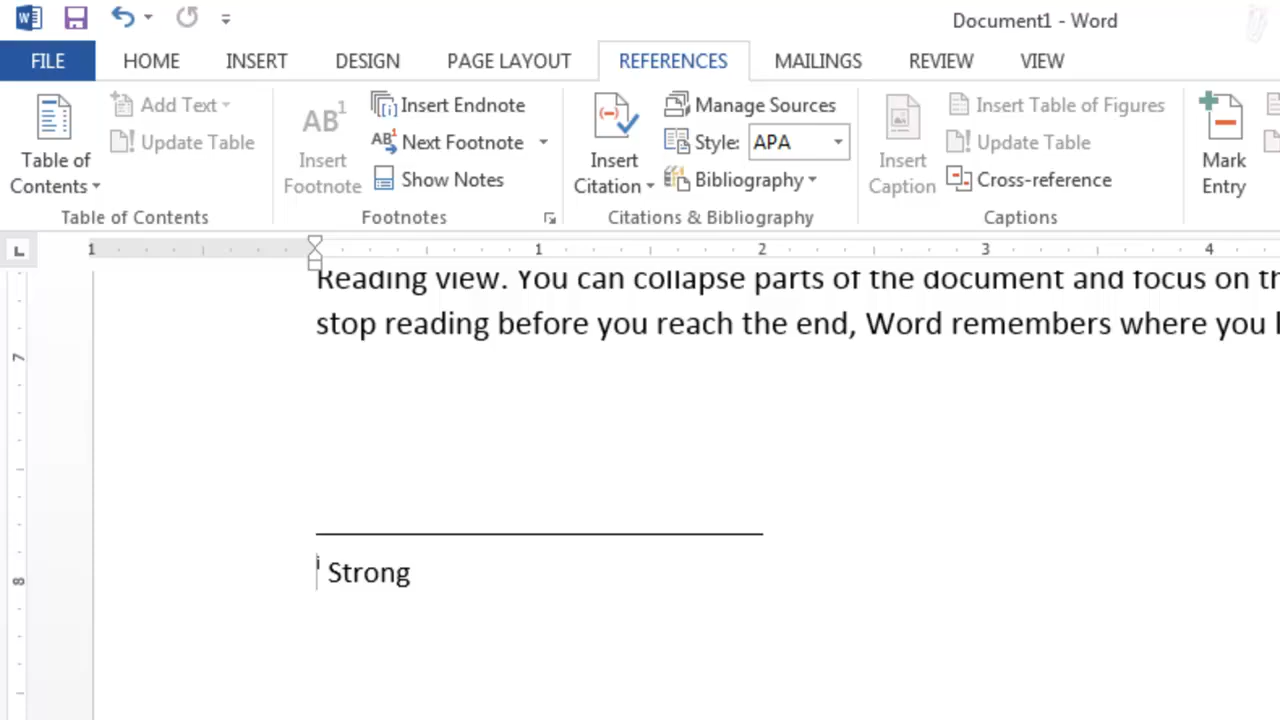 Document1 - Word
FILE HOME INSERT DESIGN PAGE LAYOUT REFERENCES MAILINGS REVIEW VIEW
Table of Contents
Add Text
Update Table
Table of Contents
AB1
Insert Footnote
Insert Endnote
Next Footnote
Show Notes
Footnotes
Insert Citation
Manage Sources
Style: APA
Bibliography
Citations & Bibliography
Insert Caption
Insert Table of Figures
Update Table
Cross-reference
Captions
Mark Entry
1 1 2 3 4
Reading view. You can collapse parts of the document and focus on
stop reading before you reach the end, Word remembers where you
7
8
i Strong